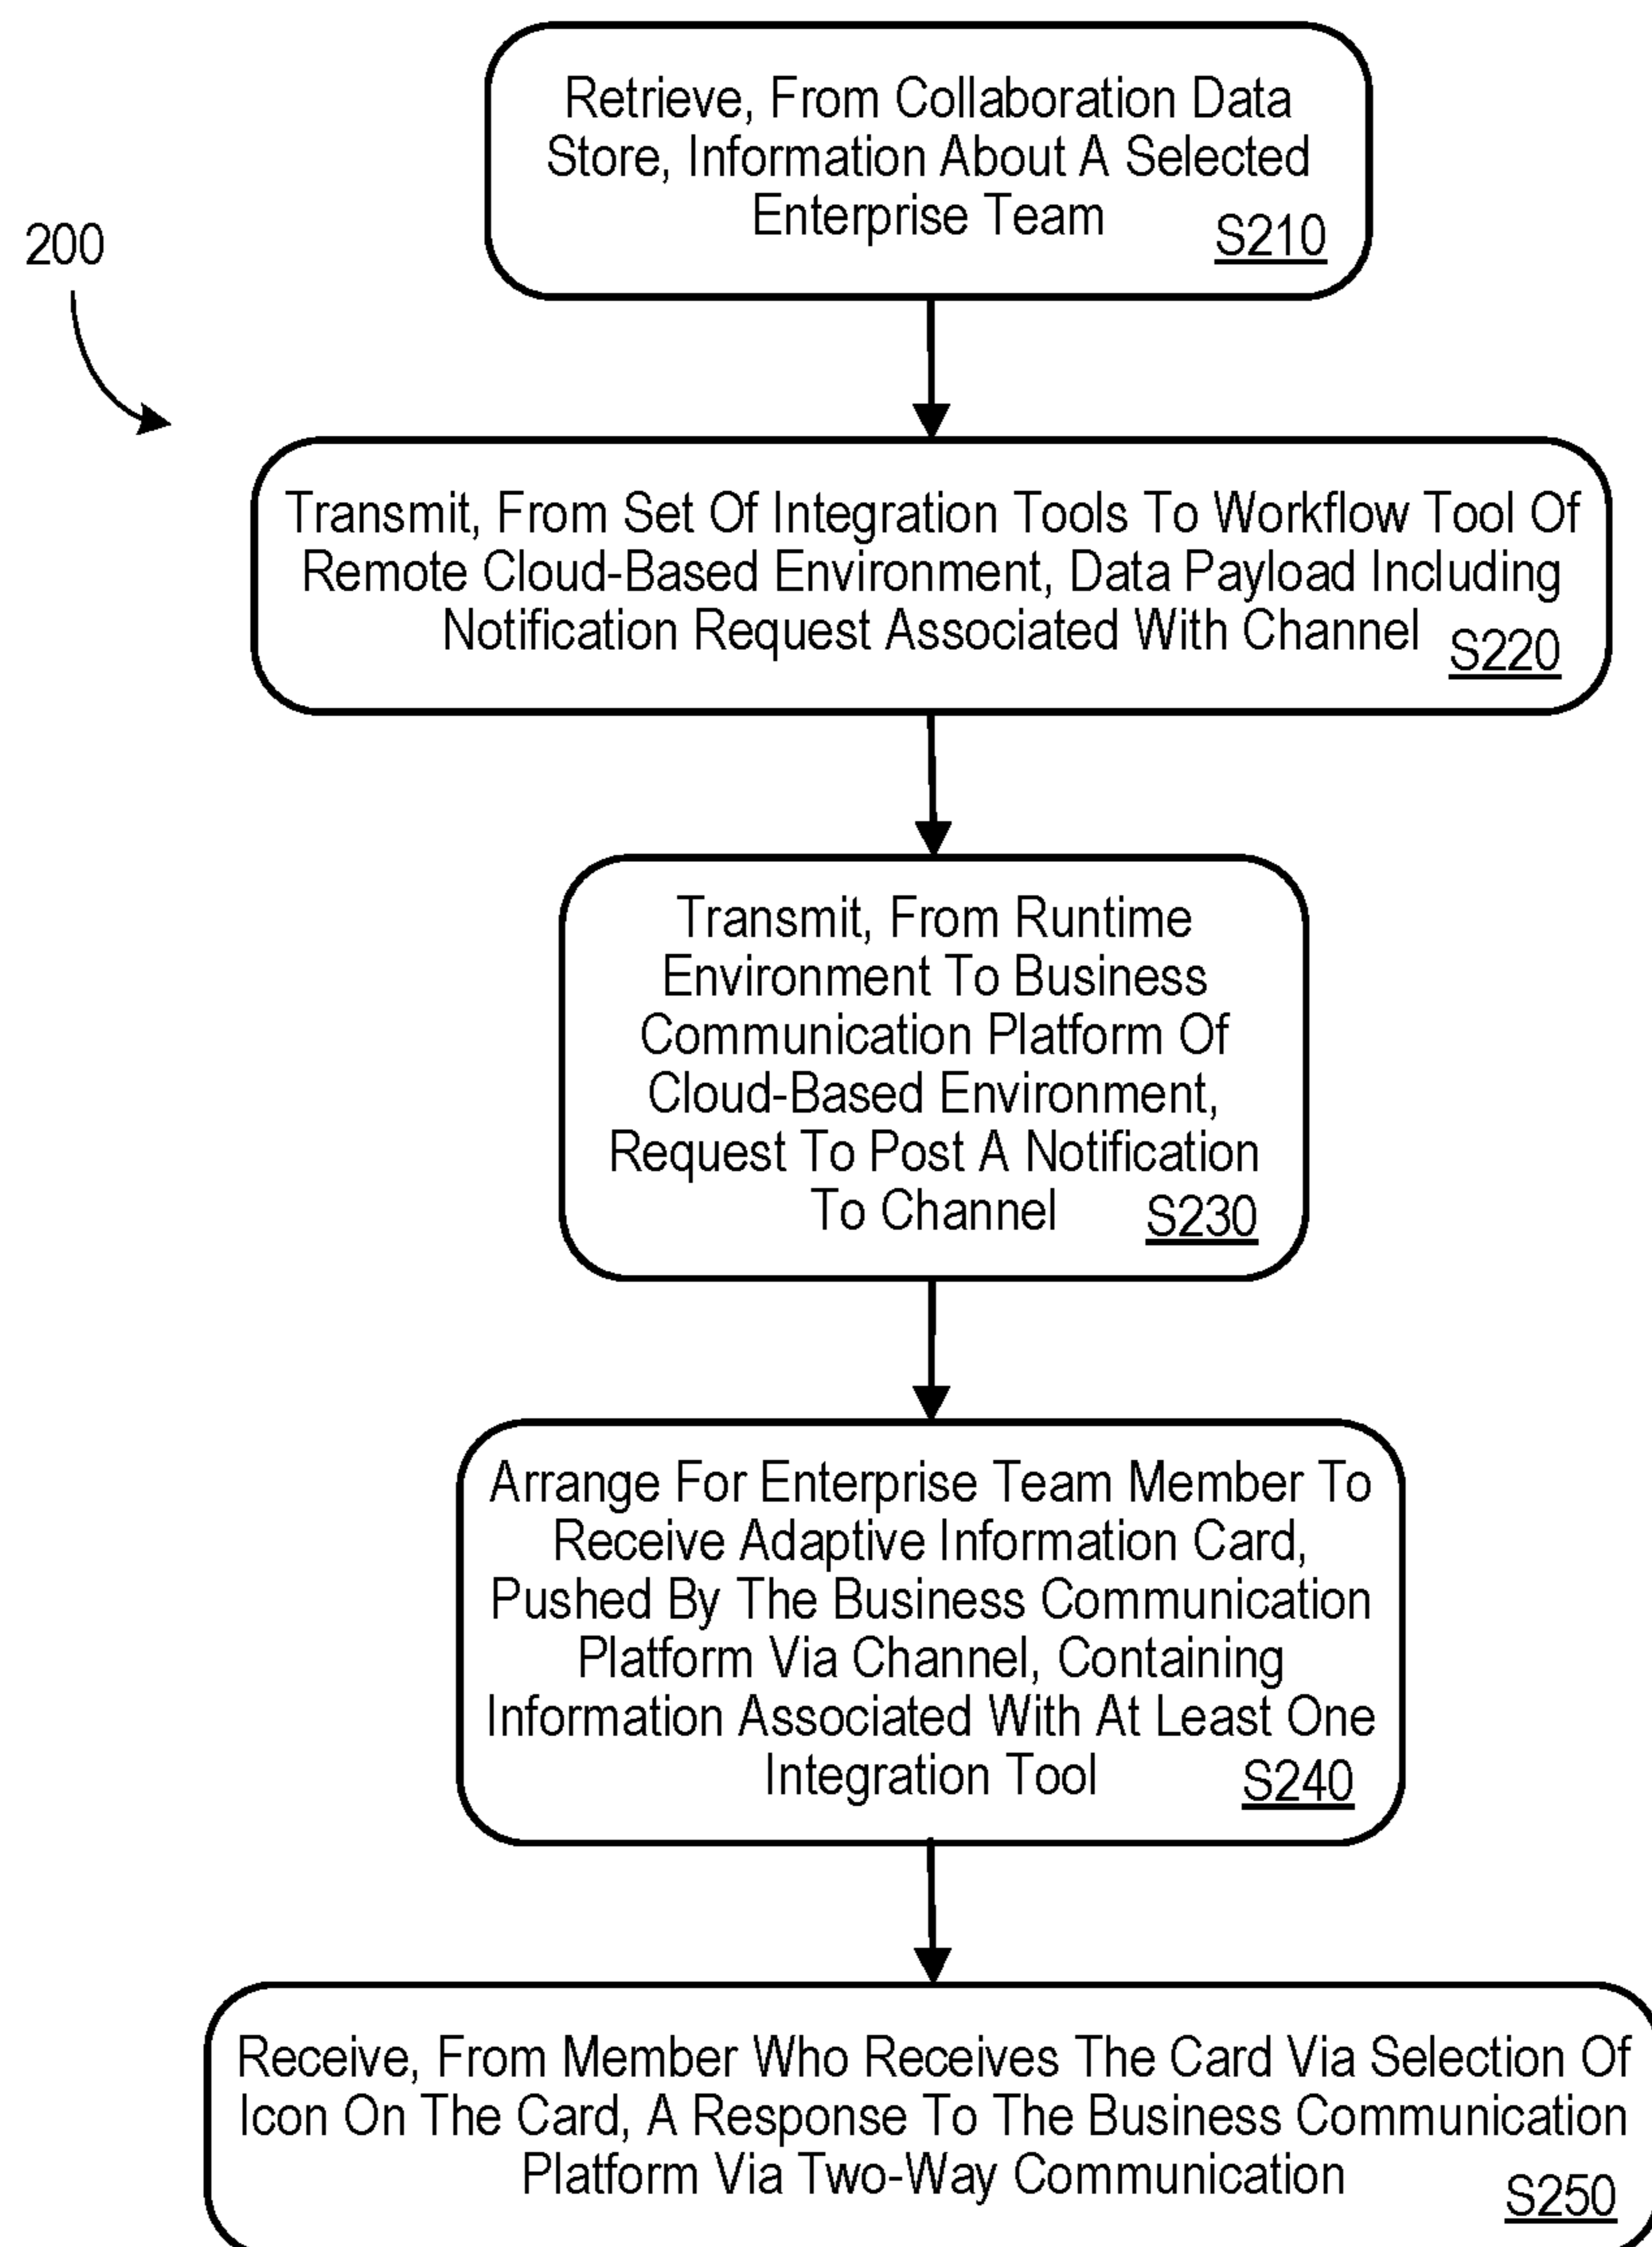 Retrieve, From Collaboration Data
Store, Information About A Selected
Enterprise Team
S210
200
Transmit, From Set Of Integration Tools To Workflow Tool Of
Remote Cloud-Based Environment, Data Payload Including
Notification Request Associated With Channel
S220
Transmit, From Runtime
Environment To Business
Communication Platform Of
Cloud-Based Environment,
Request To Post A Notification
To Channel
S230
Arrange For Enterprise Team Member To
Receive Adaptive Information Card,
Pushed By The Business Communication
Platform Via Channel, Containing
Information Associated With At Least One
Integration Tool
S240
Receive, From Member Who Receives The Card Via Selection Of
Icon On The Card, A Response To The Business Communication
Platform Via Two-Way Communication
S250